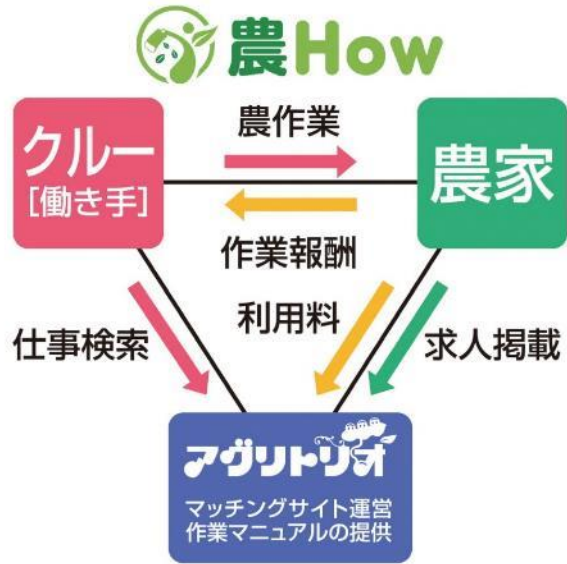 農How
クルー
[働き手]
農作業
農家
作業報酬
仕事検索
利用料
求人掲載
アグリトリオ
マッチングサイト運営
作業マニュアルの提供